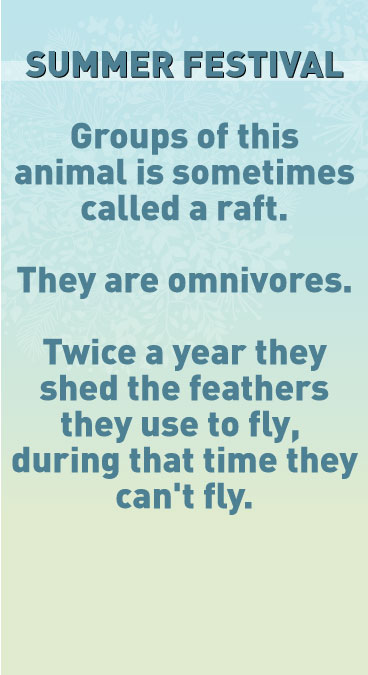 SUMMER FESTIVAL
Groups of this
animal is sometimes
called a raft.
They are omnivores.
Twice a year they
shed the feathers
they use to fly,
during that time they
can't fly.